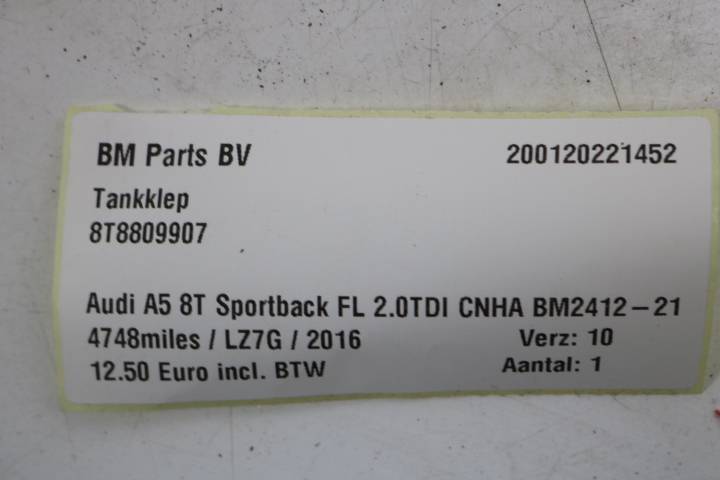 BM Parts BV 200120221452
Tankklep
8T8809907
Audi A5 8T Sportback FL 2.0TDI CNHA BM2412-21
4748miles / LZ7G / 2016 Verz: 10
12.50 Euro incl. BTW Aantal: 1